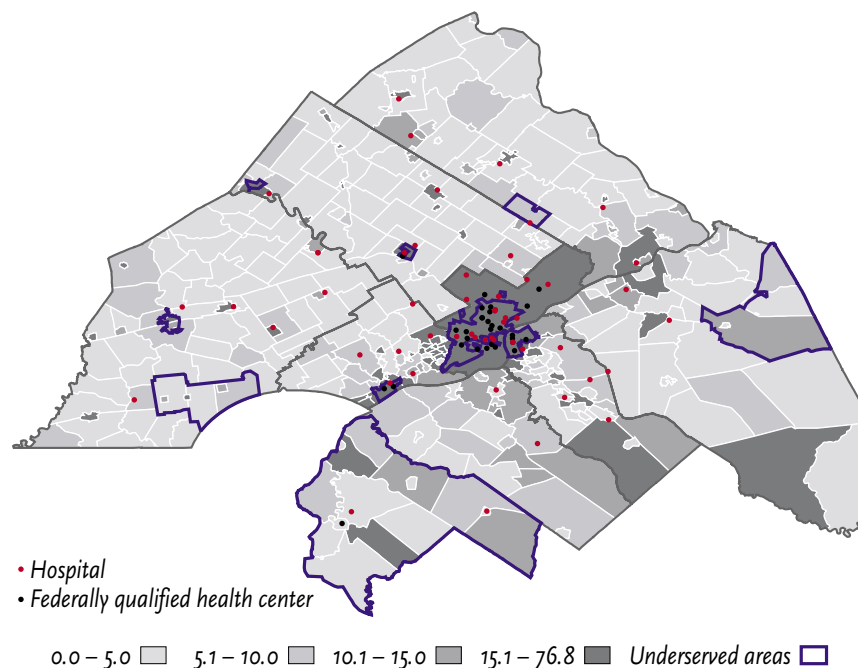 • Hospital
• Federally qualified health center
0.0 – 5.0 5.1 – 10.0 10.1 – 15.0 15.1 – 76.8 Underserved areas